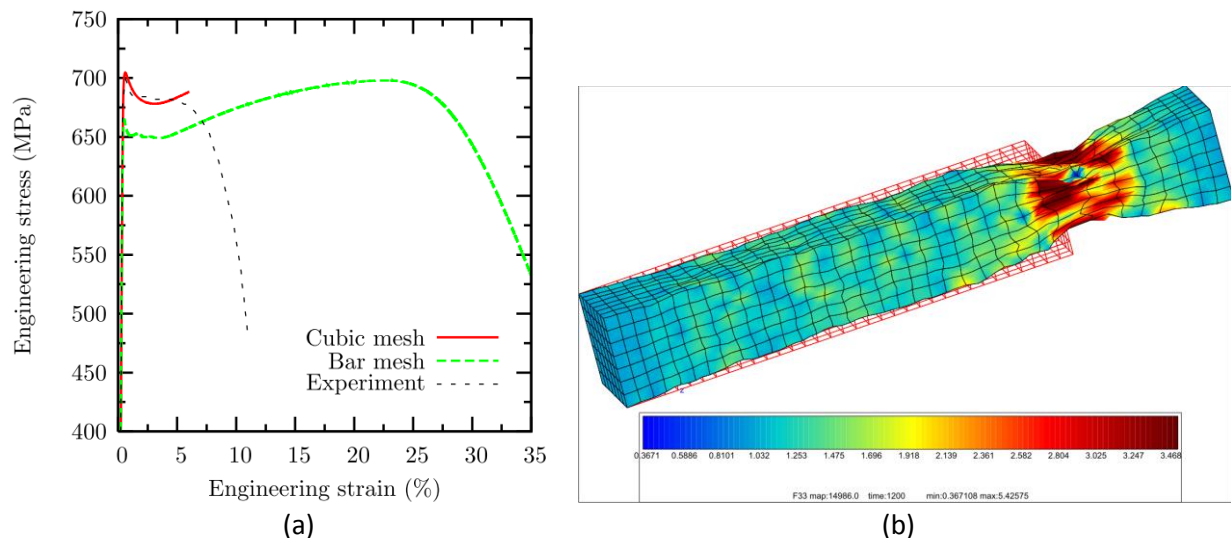 750
700
650
600
550
500
450
400
Engineering stress (MPa)
Cubic mesh
Bar mesh
Experiment
0 5 10 15 20 25 30 35
Engineering strain (%)
(a)
z
0.3671 0.5886 0.8101 1.032 1.253 1.475 1.696 1.918 2.139 2.361 2.582 2.804 3.025 3.247 3.468
F33 map:14986.0 time:1200 min:0.367108 max:5.42575
(b)